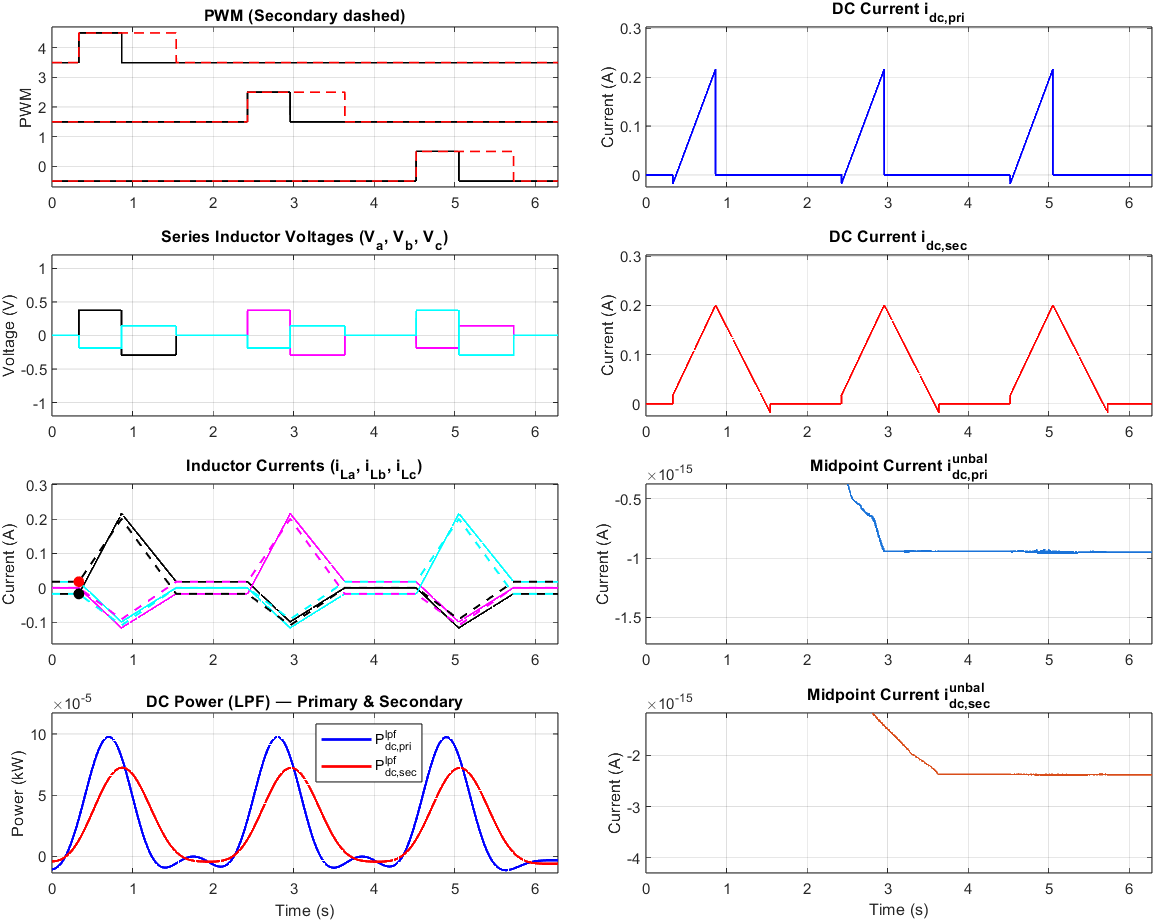 PWM (Secondary dashed)
PWM
4
3
2
1
0
0 1 2 3 4 5 6
DC Current i_dc,pri
Current (A)
0.3
0.2
0.1
0
0 1 2 3 4 5 6
Series Inductor Voltages (V_a, V_b, V_c)
Voltage (V)
1
0.5
0
-0.5
-1
0 1 2 3 4 5 6
DC Current i_dc,sec
Current (A)
0.3
0.2
0.1
0
0 1 2 3 4 5 6
Inductor Currents (i_La, i_Lb, i_Lc)
Current (A)
0.3
0.2
0.1
0
-0.1
0 1 2 3 4 5 6
Midpoint Current i_dc,pri^unbal
×10^-15
Current (A)
-0.5
-1
-1.5
0 1 2 3 4 5 6
DC Power (LPF) — Primary & Secondary
×10^-5
Power (kW)
10
5
0
P_dc,pri^lpf
P_dc,sec^lpf
0 1 2 3 4 5 6
Time (s)
Midpoint Current i_dc,sec^unbal
×10^-15
Current (A)
-2
-3
-4
0 1 2 3 4 5 6
Time (s)